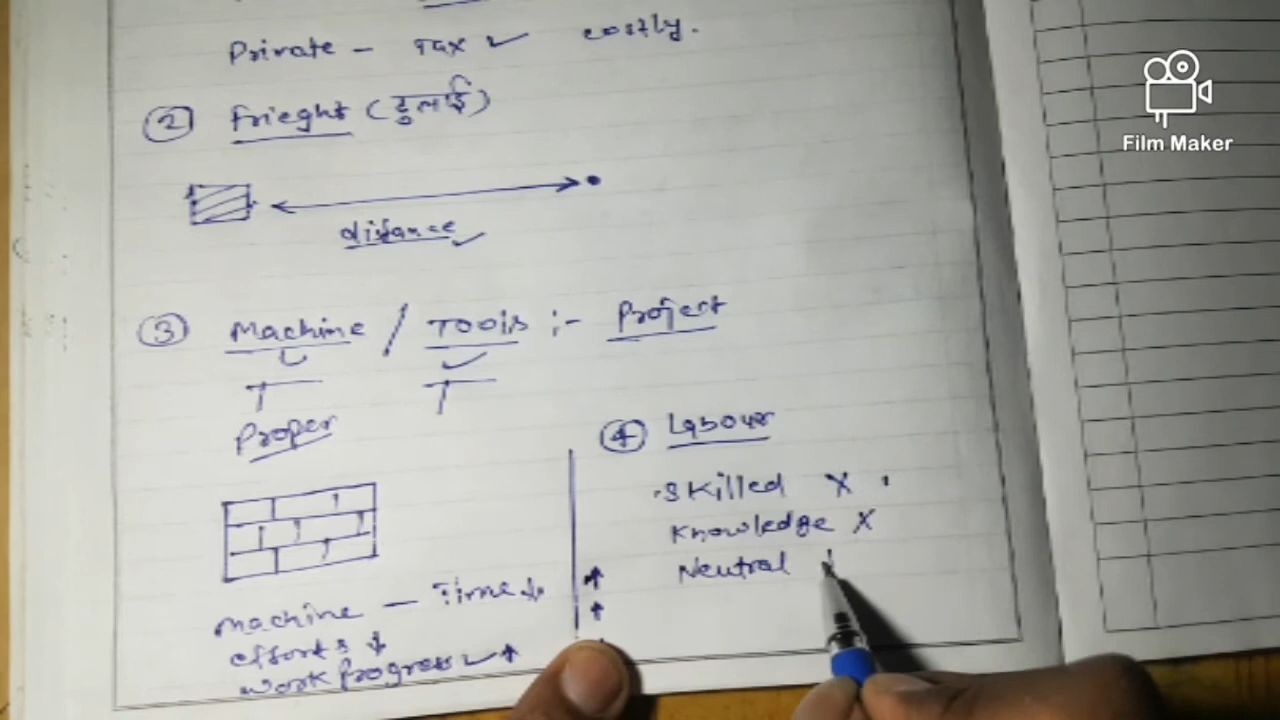 Private - Tax ✓ costly.
② Frieght (ढुलाई)
distance ✓
③ Machine / Tools :- Project
Proper
④ Labour
Skilled X
Knowledge X
Neutral
Machine - Time ↓
efforts ↓
Work Progress ✓ ↑
Film Maker